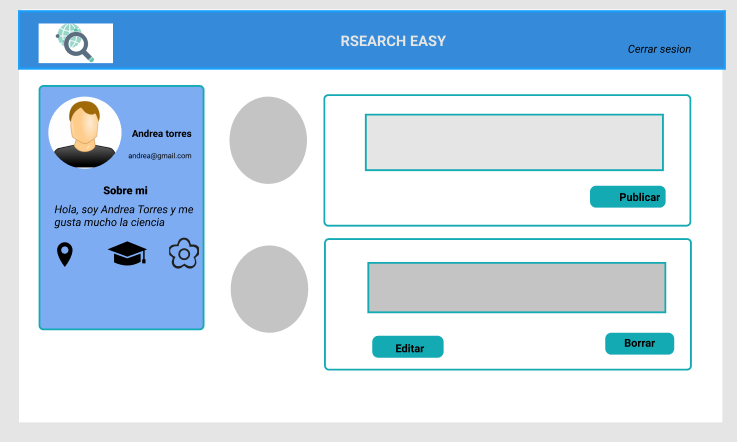 RSEARCH EASY
Cerrar sesion
Andrea torres
andrea@gmail.com
Sobre mi
Hola, soy Andrea Torres y me
gusta mucho la ciencia
Publicar
Editar
Borrar